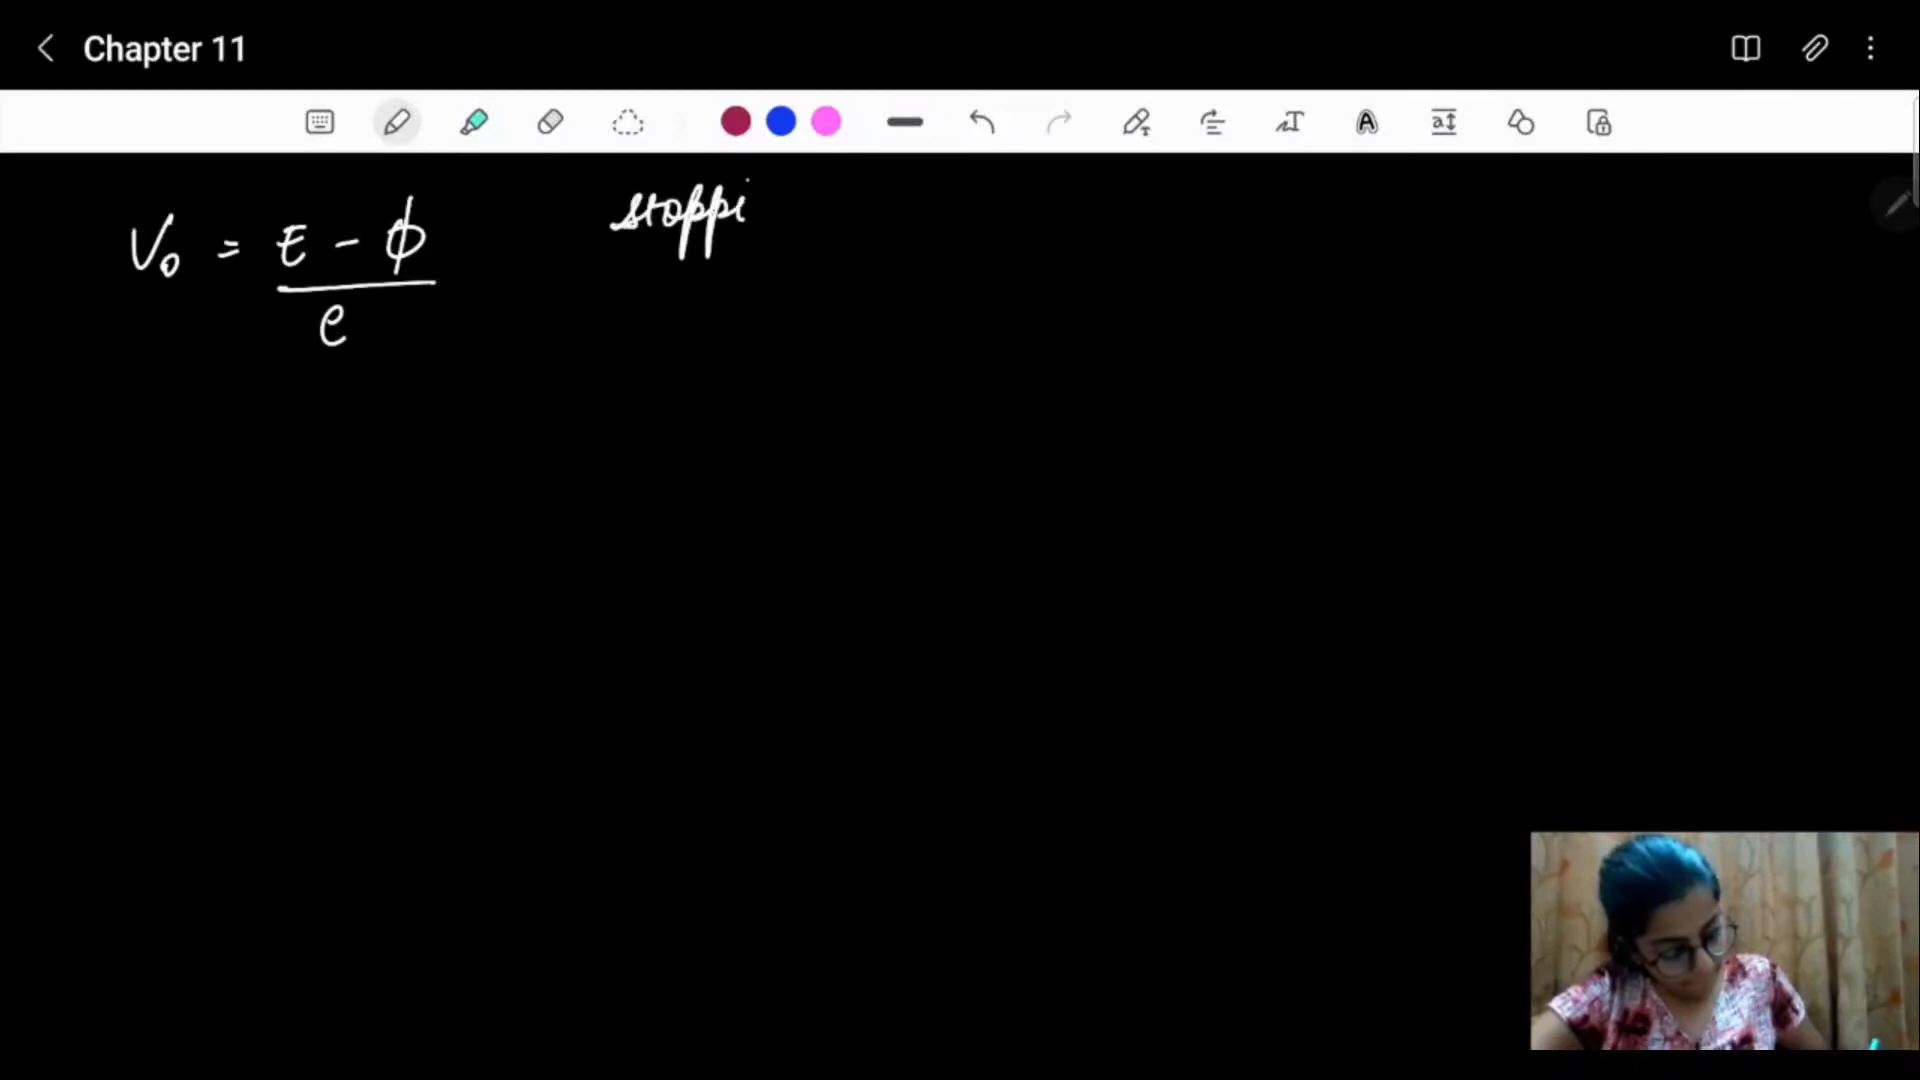 Chapter 11
V₀ = E - ϕ
e
stoppi